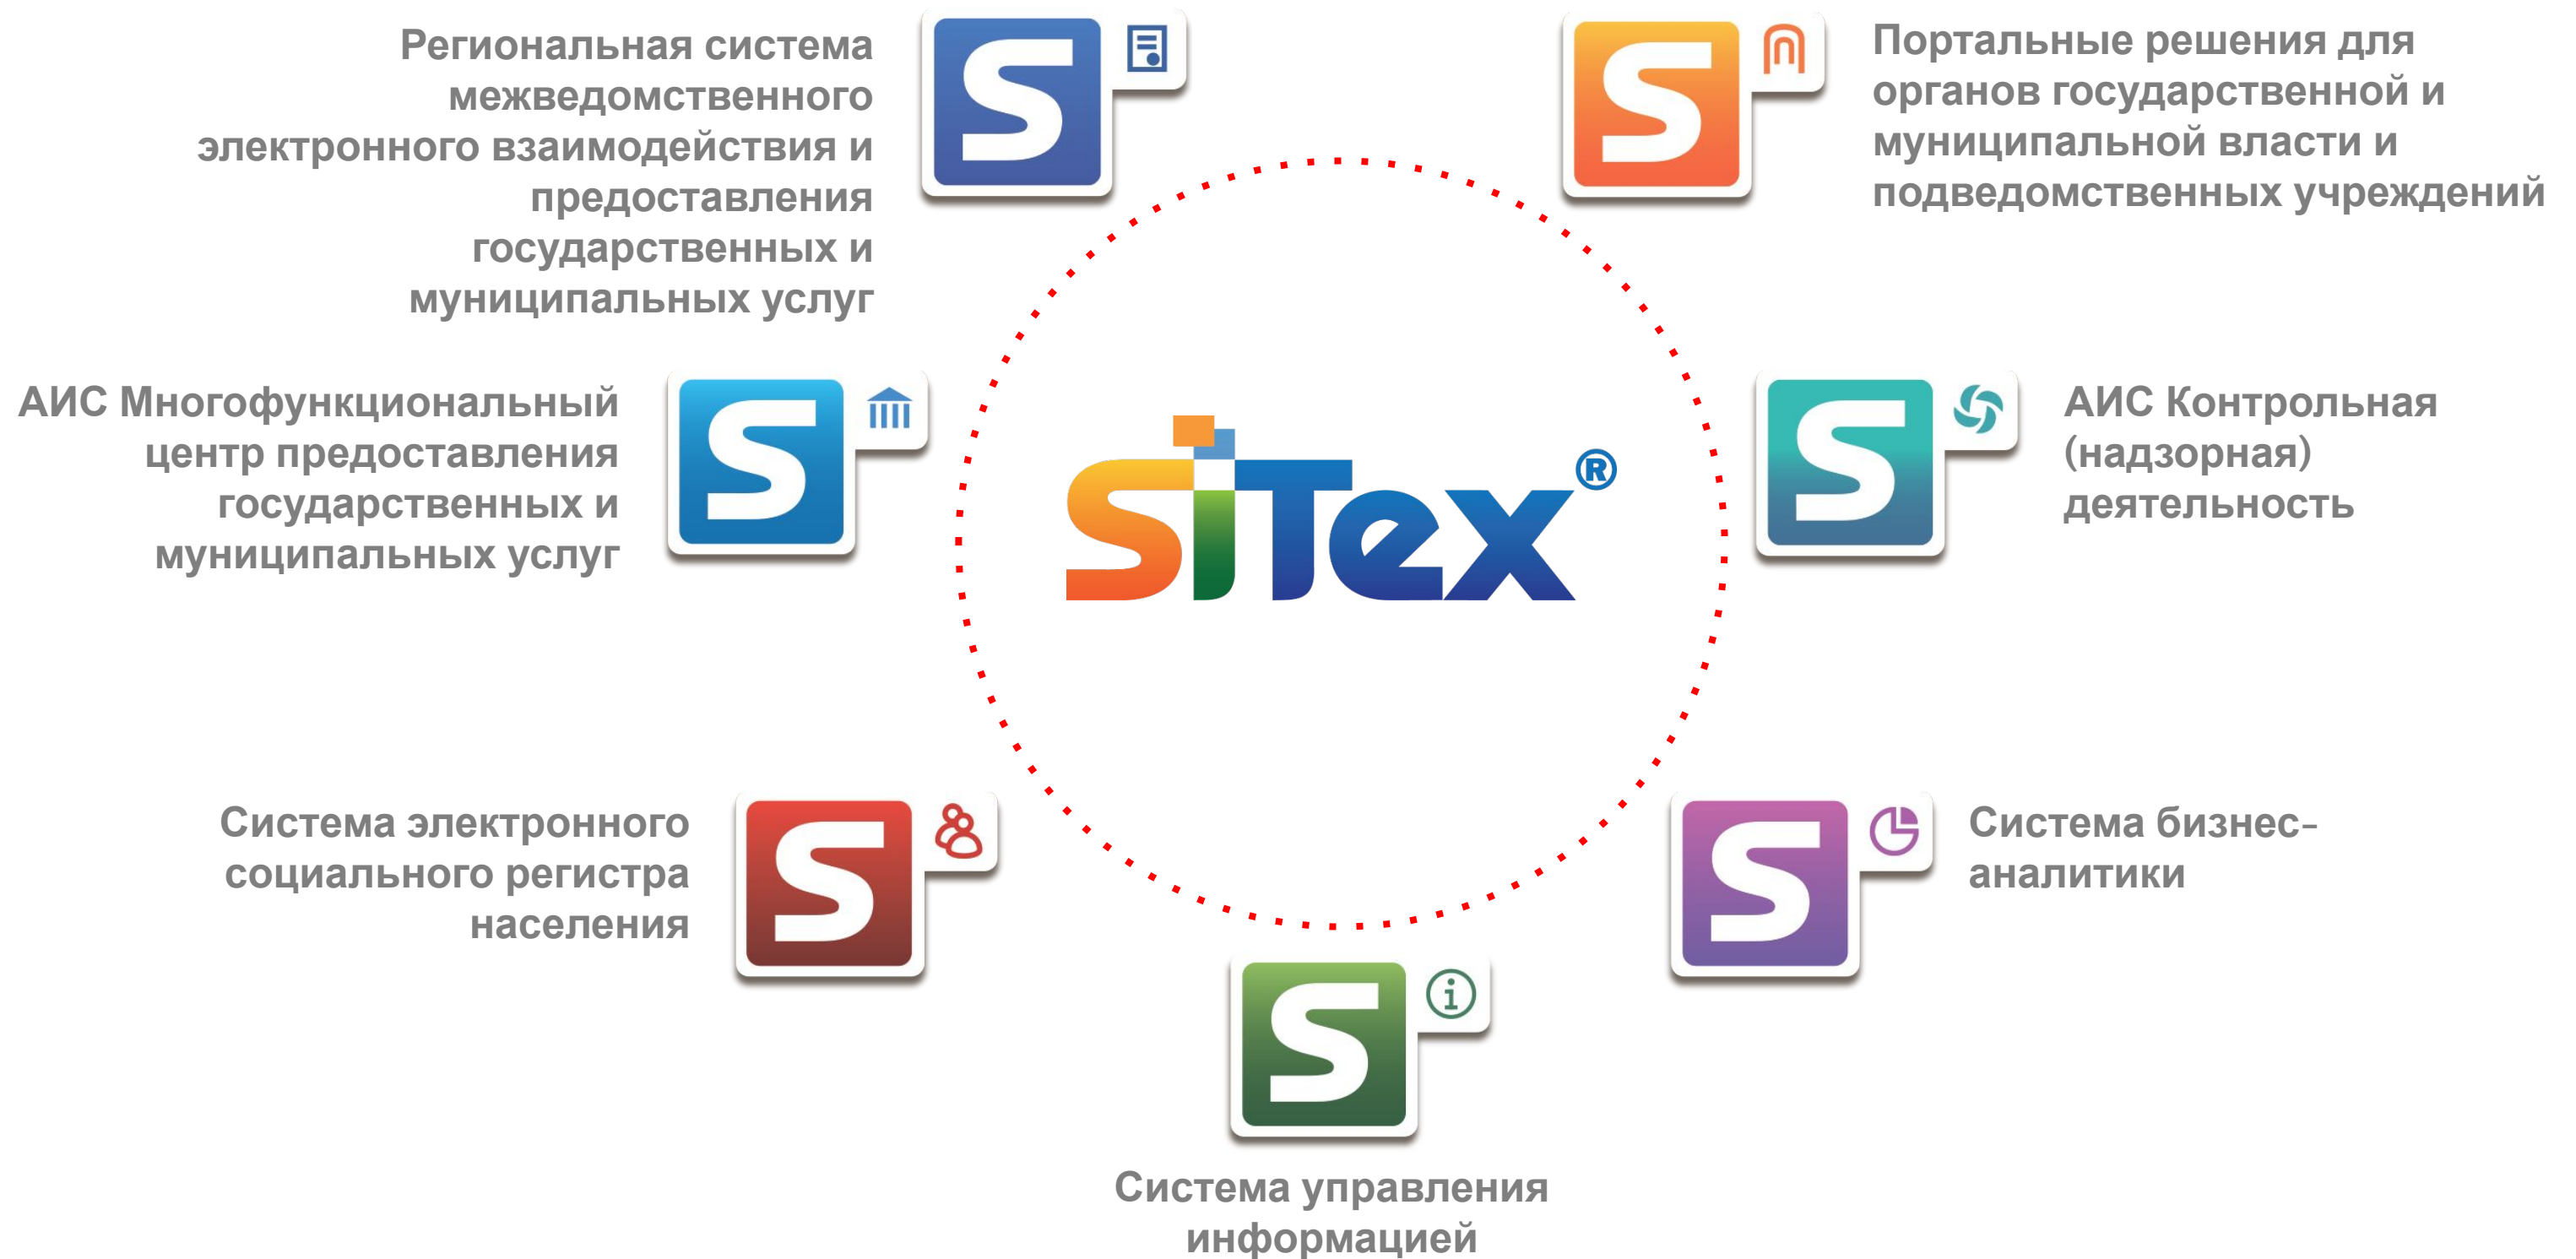 Региональная система
межведомственного
электронного взаимодействия и
предоставления
государственных и
муниципальных услуг
S
S
Портальные решения для
органов государственной и
муниципальной власти и
подведомственных учреждений
АИС Многофункциональный
центр предоставления
государственных и
муниципальных услуг
S
SiTex®
S
АИС Контрольная
(надзорная)
деятельность
Система электронного
социального регистра
населения
S
S
Система бизнес-
аналитики
S
i
Система управления
информацией